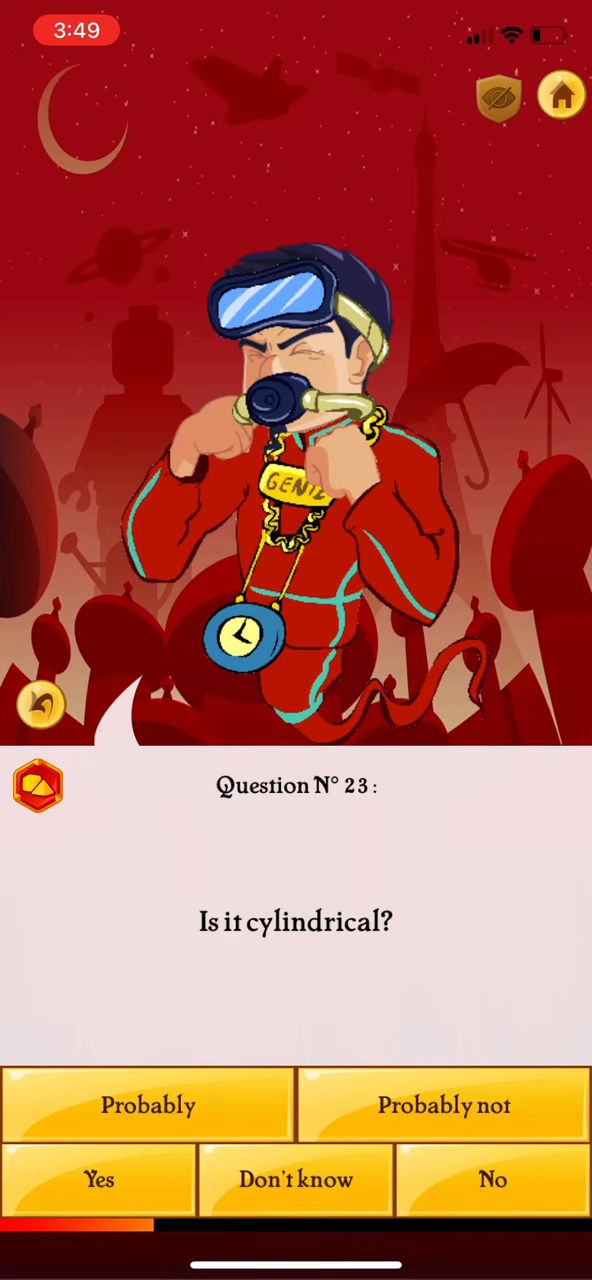 3:49
GENIE
Question N° 23 :
Is it cylindrical?
Probably
Probably not
Yes
Don't know
No